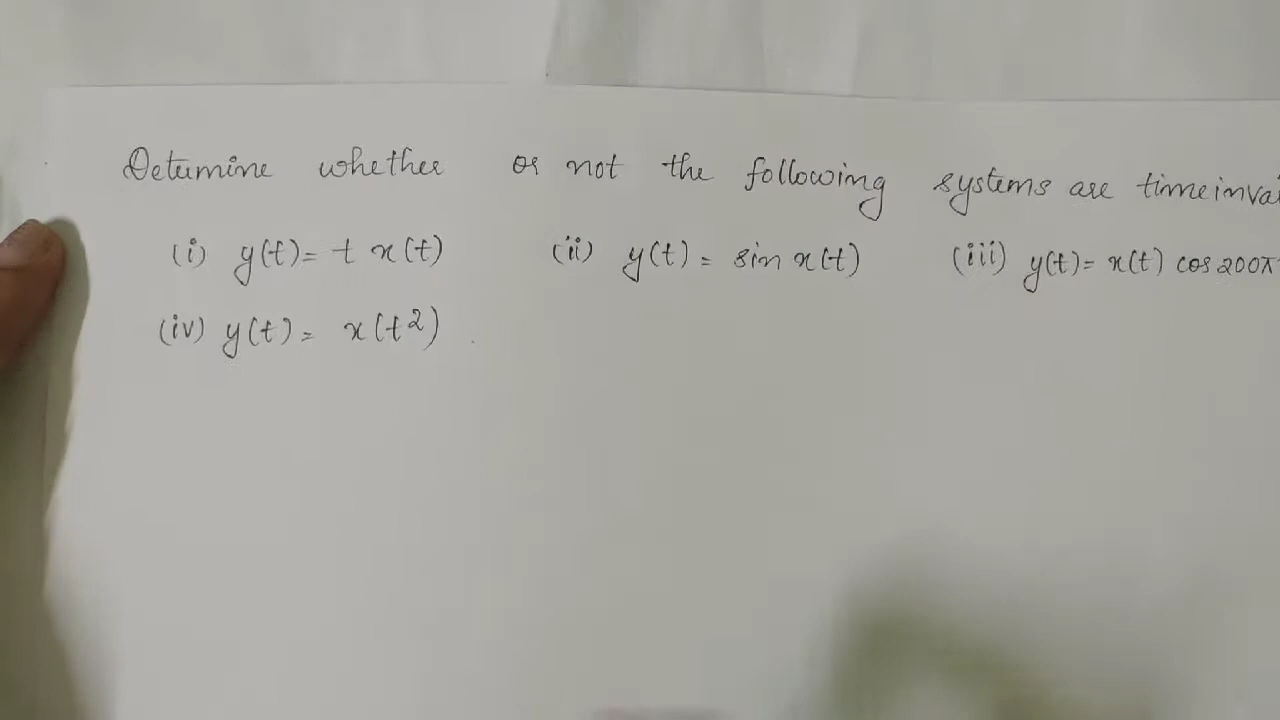 Determine whether or not the following systems are timeinva
(i) y(t)= t x(t) (ii) y(t) = sin x(t) (iii) y(t)= x(t) cos 200π
(iv) y(t)= x(t²)